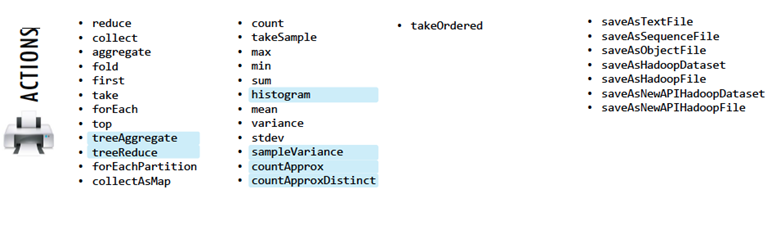 ACTIONS
• reduce
• collect
• aggregate
• fold
• first
• take
• forEach
• top
• treeAggregate
• treeReduce
• forEachPartition
• collectAsMap
• count
• takeSample
• max
• min
• sum
• histogram
• mean
• variance
• stdev
• sampleVariance
• countApprox
• countApproxDistinct
• takeOrdered
• saveAsTextFile
• saveAsSequenceFile
• saveAsObjectFile
• saveAsHadoopDataset
• saveAsHadoopFile
• saveAsNewAPIHadoopDataset
• saveAsNewAPIHadoopFile